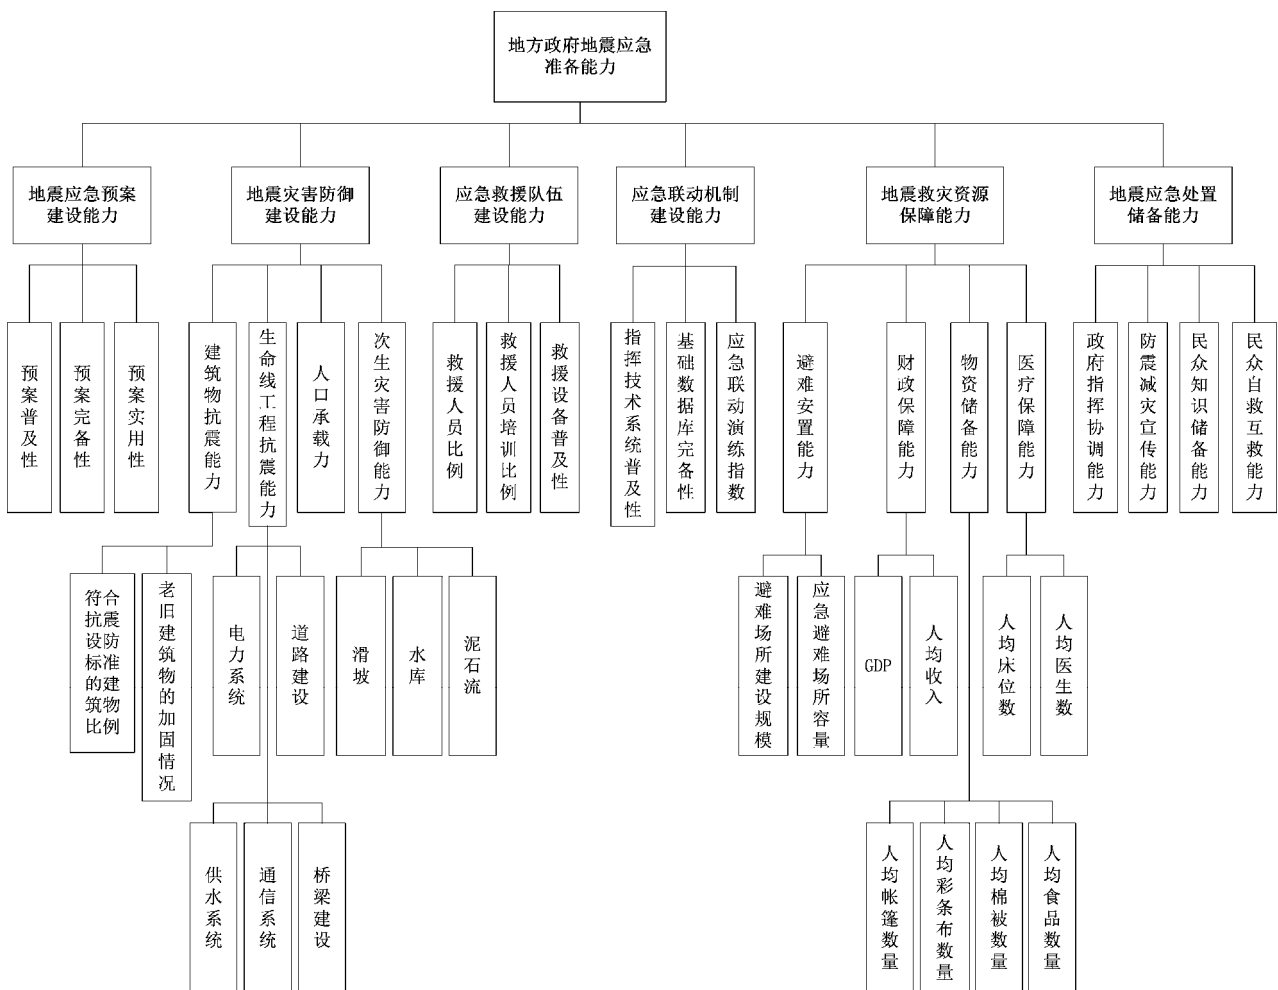 地方政府地震应急
准备能力
地震应急预案
建设能力
地震灾害防御
建设能力
应急救援队伍
建设能力
应急联动机制
建设能力
地震救灾资源
保障能力
地震应急处置
储备能力
预案普及性
预案完备性
预案实用性
建筑物抗震能力
生命线工程抗震能力
人口承载力
次生灾害防御能力
救援人员比例
救援人员培训比例
救援设备普及性
指挥技术系统普及性
基础数据库完备性
应急联动演练指数
避难安置能力
财政保障能力
物资储备能力
医疗保障能力
政府指挥协调能力
防震减灾宣传能力
民众知识储备能力
民众自救互救能力
符合
抗震
设防
标准
的建
筑物
比例
老旧建筑物的加固情况
电力系统
道路建设
滑坡
水库
泥石流
避难场所建设规模
应急避难场所容量
GDP
人均收入
人均床位数
人均医生数
供水系统
通信系统
桥梁建设
人均帐篷数量
人均彩条布数量
人均棉被数量
人均食品数量